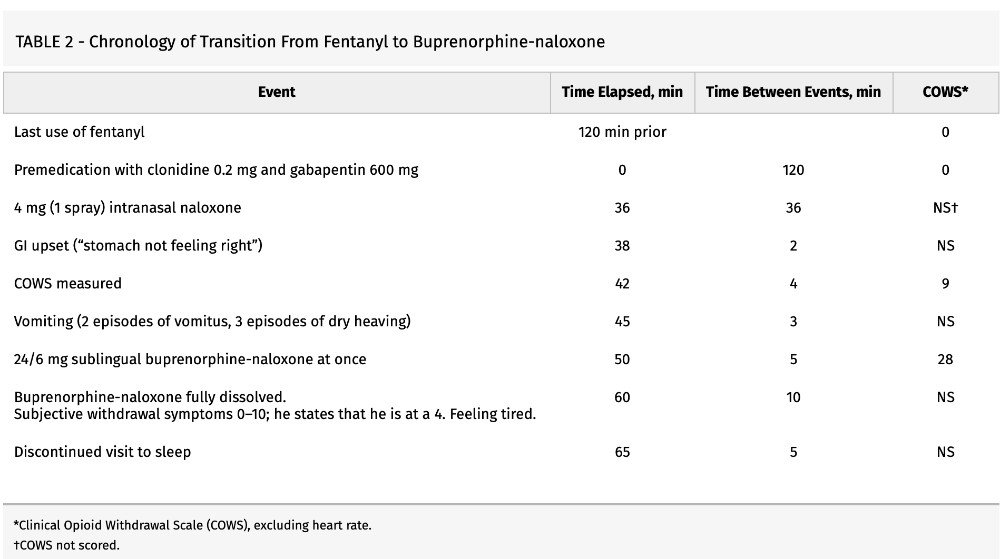 TABLE 2 - Chronology of Transition From Fentanyl to Buprenorphine-naloxone
Event Time Elapsed, min Time Between Events, min COWS*
Last use of fentanyl 120 min prior 0
Premedication with clonidine 0.2 mg and gabapentin 600 mg 0 120 0
4 mg (1 spray) intranasal naloxone 36 36 NS†
GI upset (“stomach not feeling right”) 38 2 NS
COWS measured 42 4 9
Vomiting (2 episodes of vomitus, 3 episodes of dry heaving) 45 3 NS
24/6 mg sublingual buprenorphine-naloxone at once 50 5 28
Buprenorphine-naloxone fully dissolved. 60 10 NS
Subjective withdrawal symptoms 0–10; he states that he is at a 4. Feeling tired.
Discontinued visit to sleep 65 5 NS
*Clinical Opioid Withdrawal Scale (COWS), excluding heart rate.
†COWS not scored.